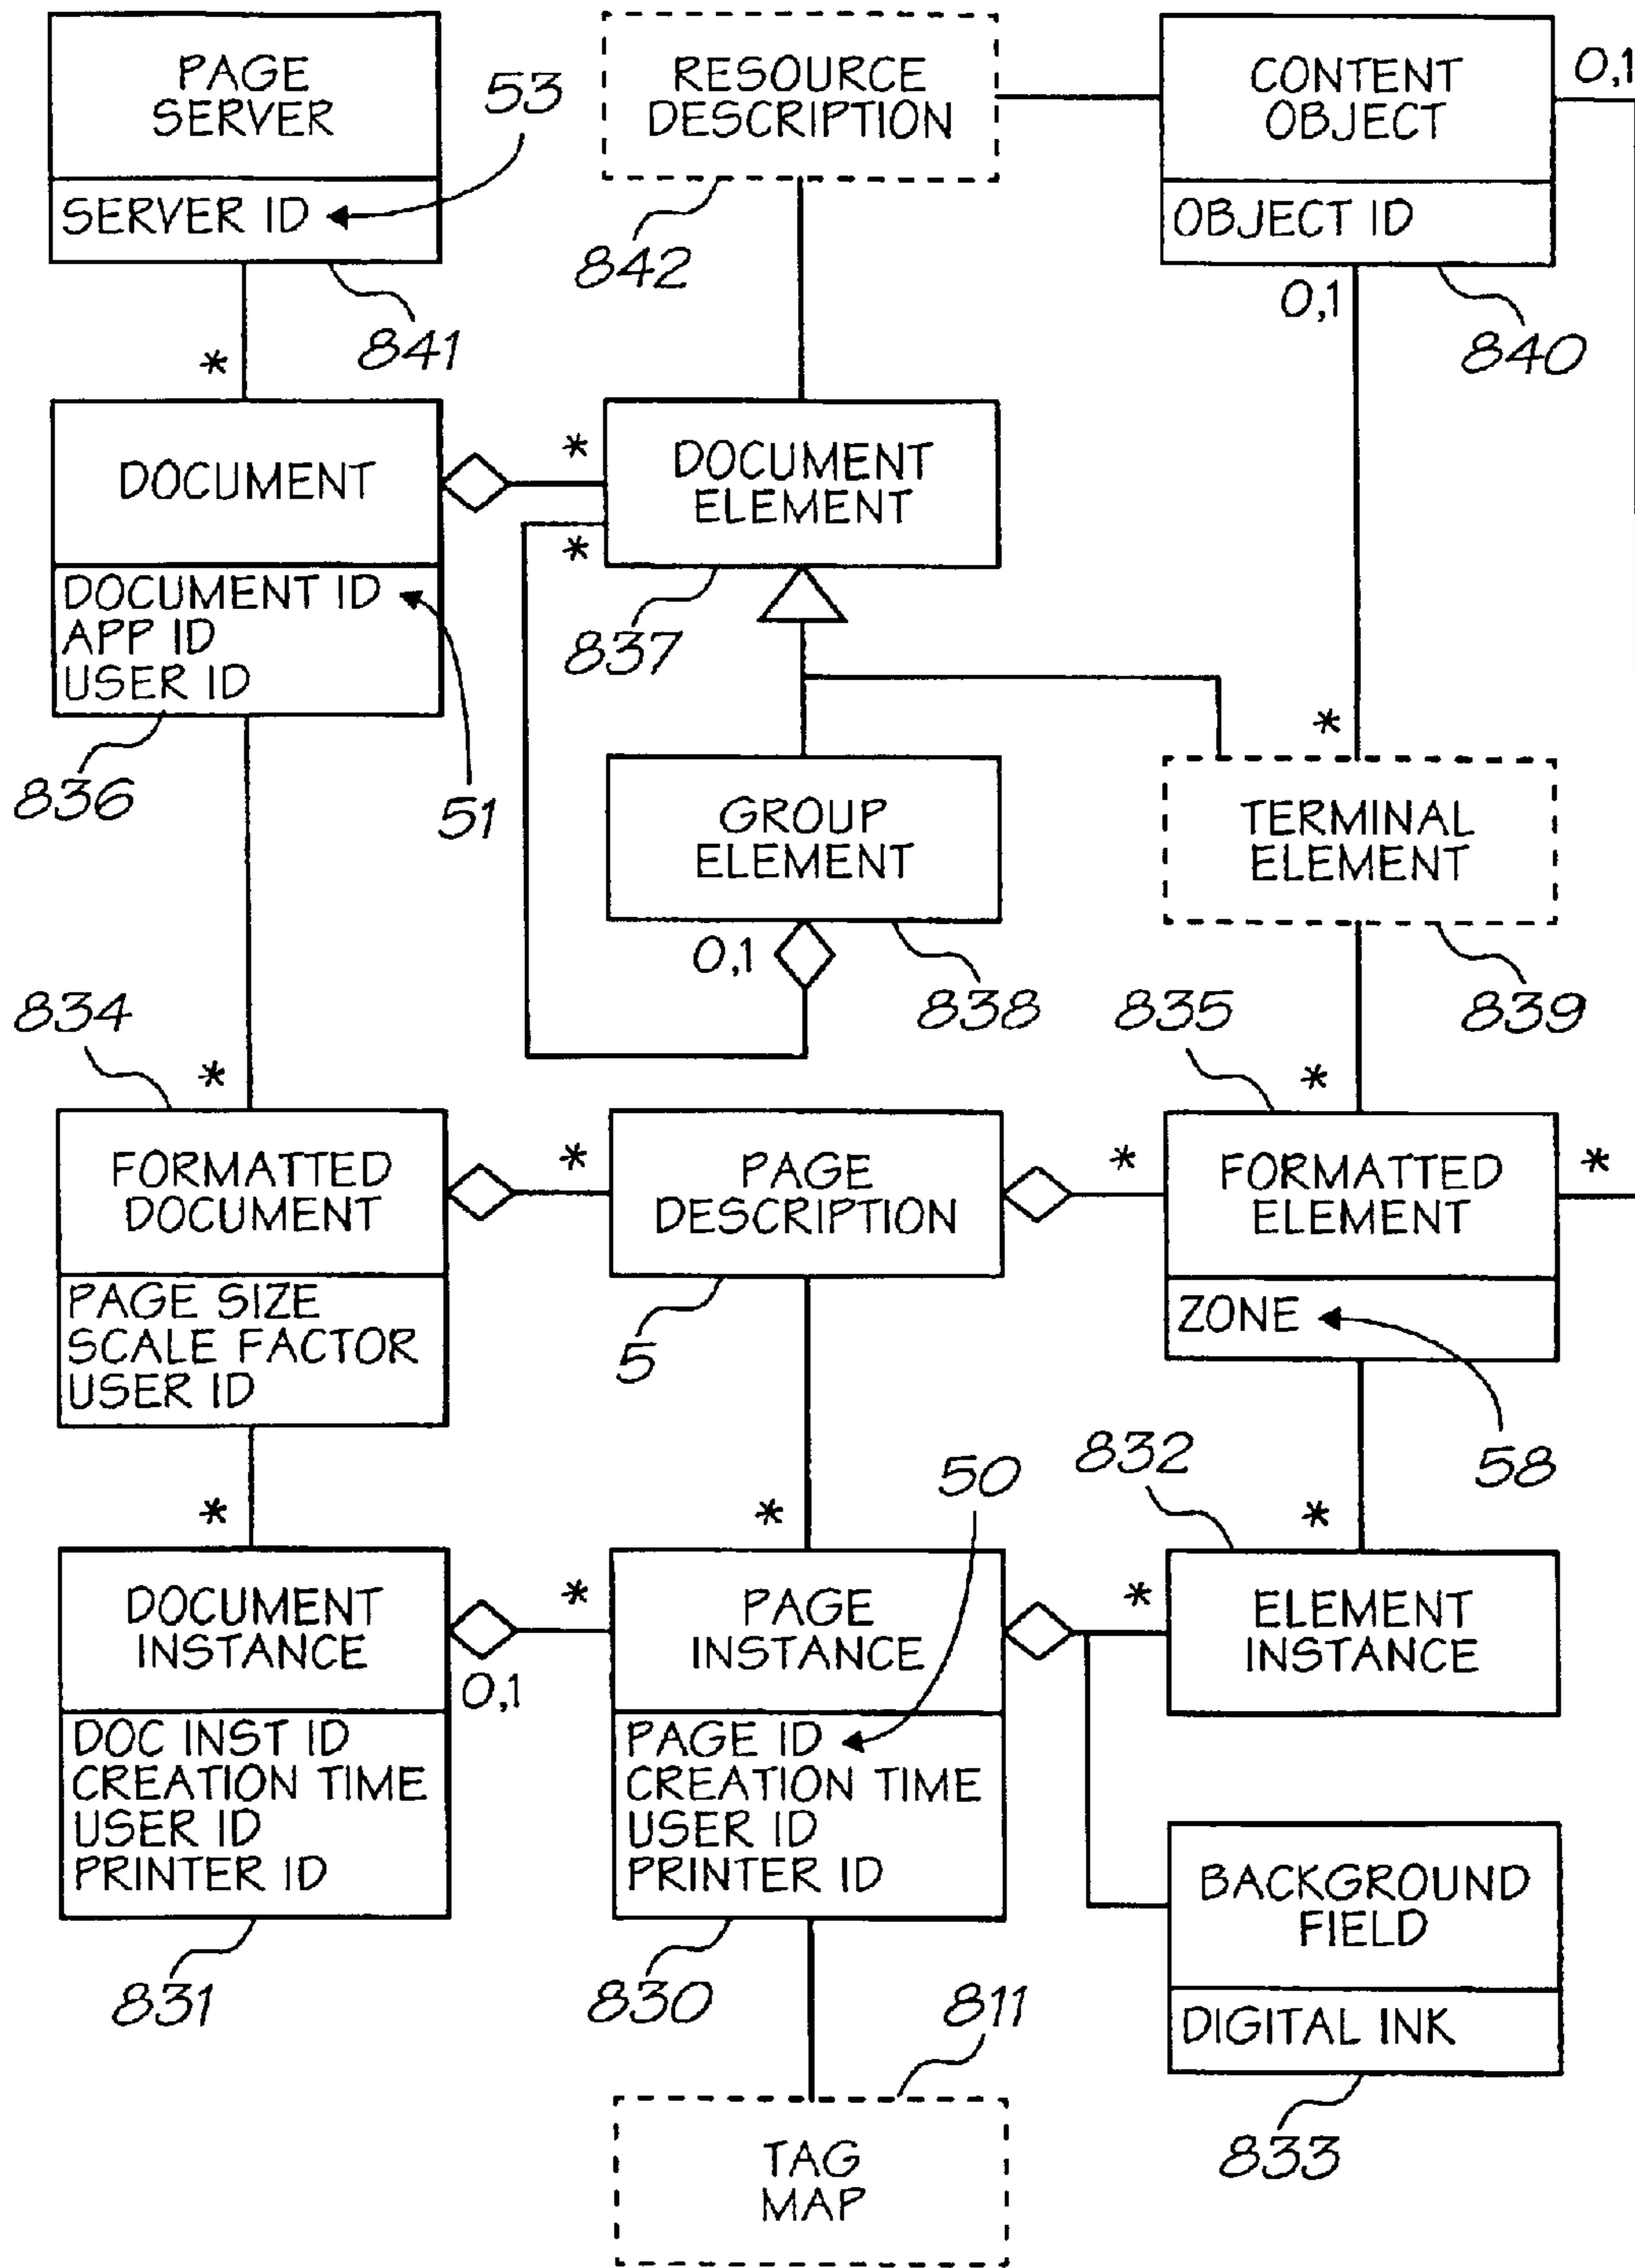 PAGE
SERVER
53
SERVER ID
841
RESOURCE
DESCRIPTION
842
CONTENT
OBJECT
0,1
OBJECT ID
0,1
840
*
DOCUMENT
DOCUMENT ID
APP ID
USER ID
836
51
*
*
DOCUMENT
ELEMENT
837
GROUP
ELEMENT
0,1
838
*
TERMINAL
ELEMENT
839
834
*
FORMATTED
DOCUMENT
PAGE SIZE
SCALE FACTOR
USER ID
*
PAGE
DESCRIPTION
5
835
*
*
FORMATTED
ELEMENT
*
ZONE
58
*
DOCUMENT
INSTANCE
0,1
DOC INST ID
CREATION TIME
USER ID
PRINTER ID
831
*
*
50
PAGE
INSTANCE
PAGE ID
CREATION TIME
USER ID
PRINTER ID
830
832
*
*
ELEMENT
INSTANCE
BACKGROUND
FIELD
DIGITAL INK
833
811
TAG
MAP